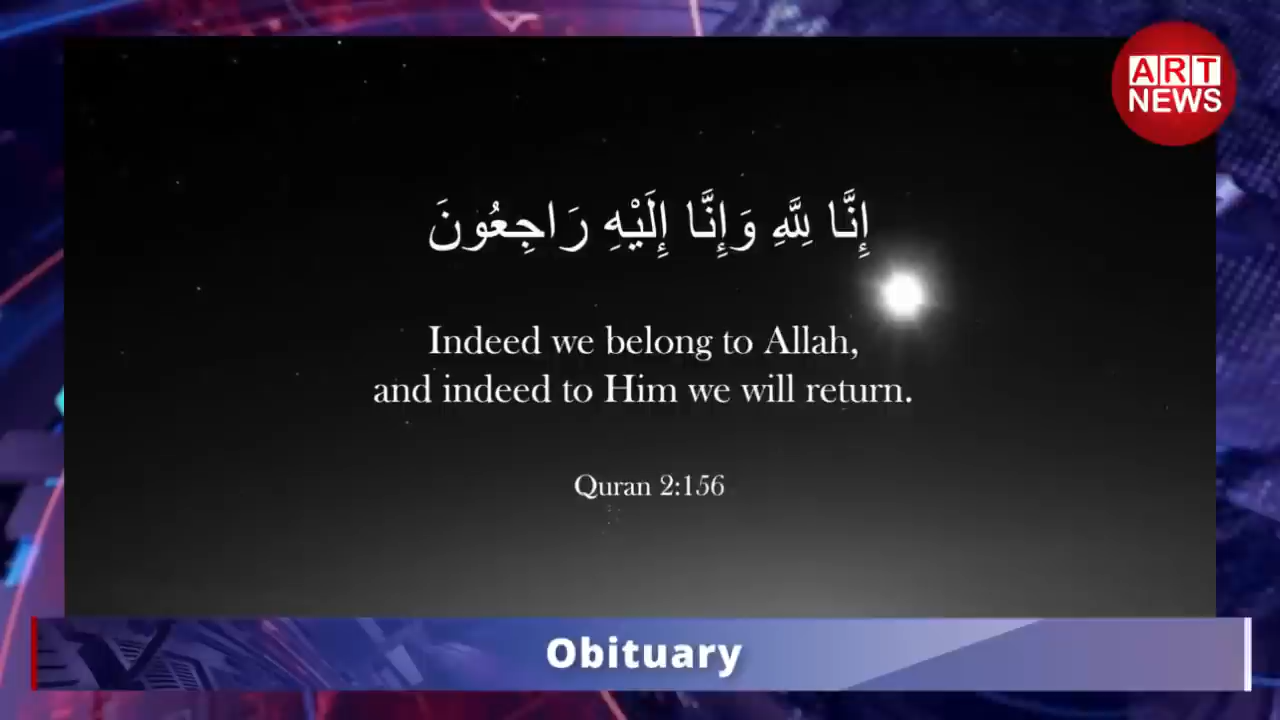 ART
NEWS
إِنَّا لِلَّهِ وَإِنَّا إِلَيْهِ رَاجِعُونَ
Indeed we belong to Allah,
and indeed to Him we will return.
Quran 2:156
Obituary